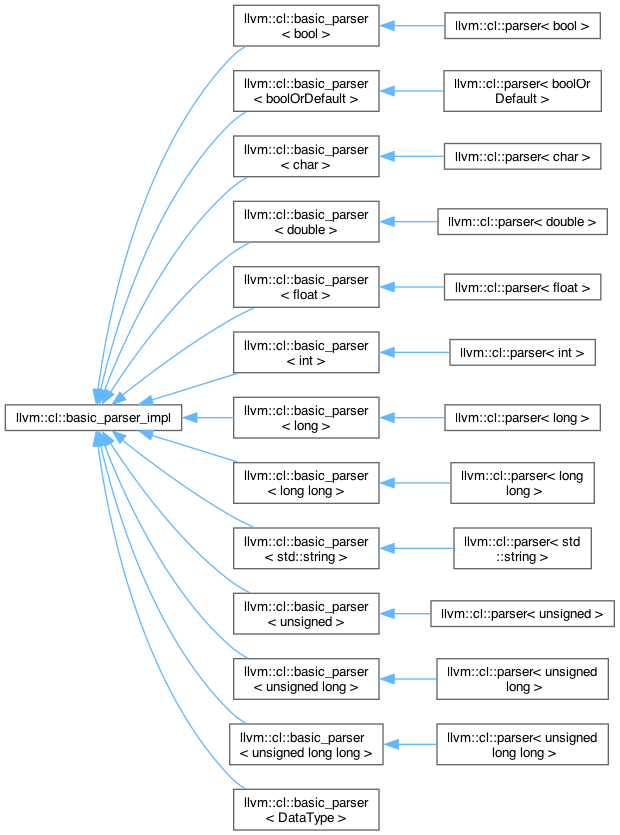 llvm::cl::basic_parser
< bool >
llvm::cl::parser< bool >
llvm::cl::basic_parser
< boolOrDefault >
llvm::cl::parser< boolOr
Default >
llvm::cl::basic_parser
< char >
llvm::cl::parser< char >
llvm::cl::basic_parser
< double >
llvm::cl::parser< double >
llvm::cl::basic_parser
< float >
llvm::cl::parser< float >
llvm::cl::basic_parser
< int >
llvm::cl::parser< int >
llvm::cl::basic_parser_impl
llvm::cl::basic_parser
< long >
llvm::cl::parser< long >
llvm::cl::basic_parser
< long long >
llvm::cl::parser< long
long >
llvm::cl::basic_parser
< std::string >
llvm::cl::parser< std
::string >
llvm::cl::basic_parser
< unsigned >
llvm::cl::parser< unsigned >
llvm::cl::basic_parser
< unsigned long >
llvm::cl::parser< unsigned
long >
llvm::cl::basic_parser
< unsigned long long >
llvm::cl::parser< unsigned
long long >
llvm::cl::basic_parser
< DataType >